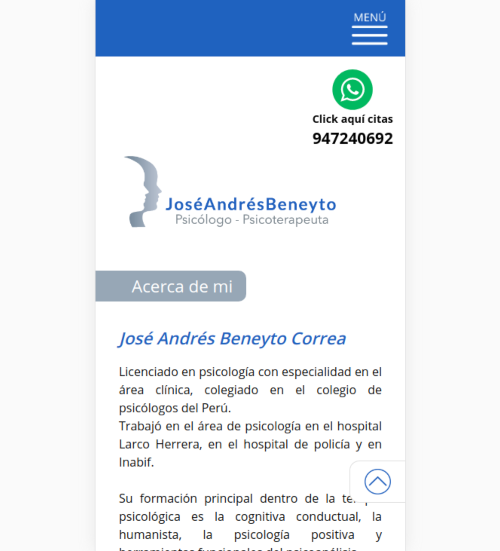 MENÚ
Click aquí citas
947240692
JoséAndrésBeneyto
Psicólogo - Psicoterapeuta
Acerca de mi
José Andrés Beneyto Correa
Licenciado en psicología con especialidad en el
área clínica, colegiado en el colegio de
psicólogos del Perú.
Trabajó en el área de psicología en el hospital
Larco Herrera, en el hospital de policía y en
Inabif.
Su formación principal dentro de la
psicológica es la cognitiva conductual, la
humanista, la psicología positiva y